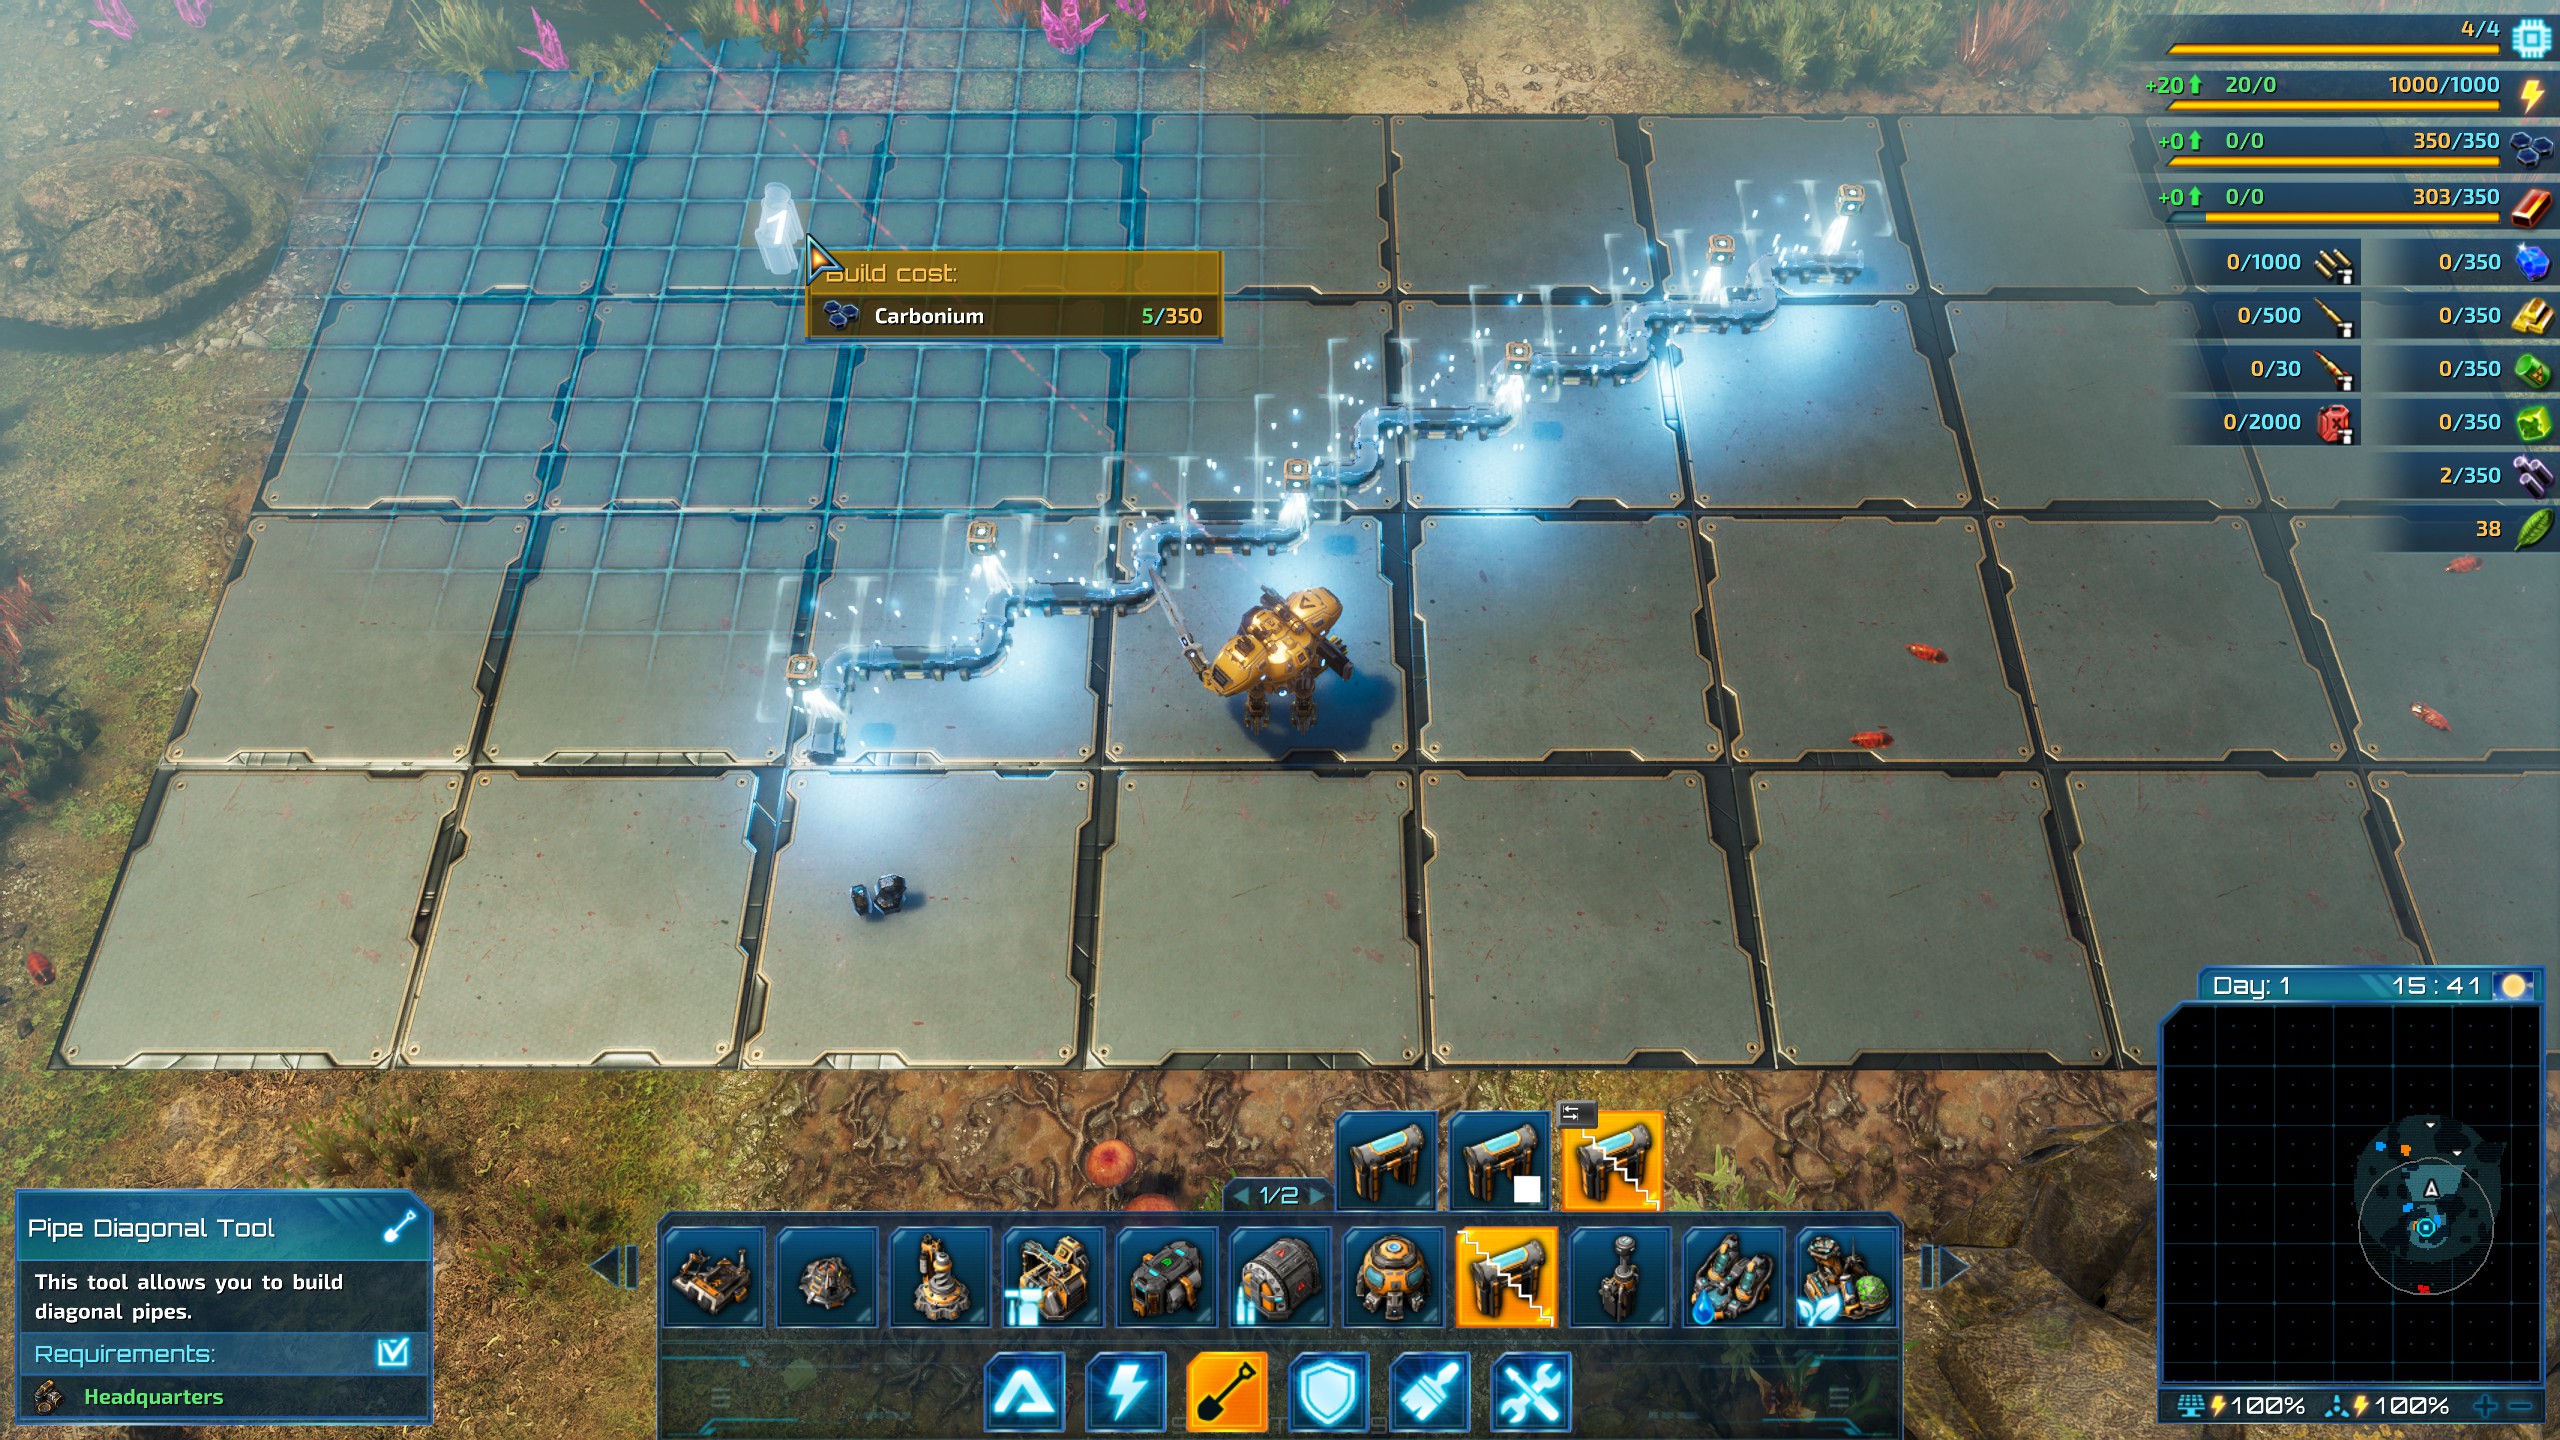 4/4
+20 20/0 1000/1000
+0 0/0 350/350
+0 0/0 303/350
0/1000 0/350
0/500 0/350
0/30 0/350
0/2000 0/350
2/350
38
1
Build cost:
Carbonium 5/350
Day: 1 15:41
1/2
Pipe Diagonal Tool
This tool allows you to build
diagonal pipes.
Requirements:
Headquarters
100% 100%